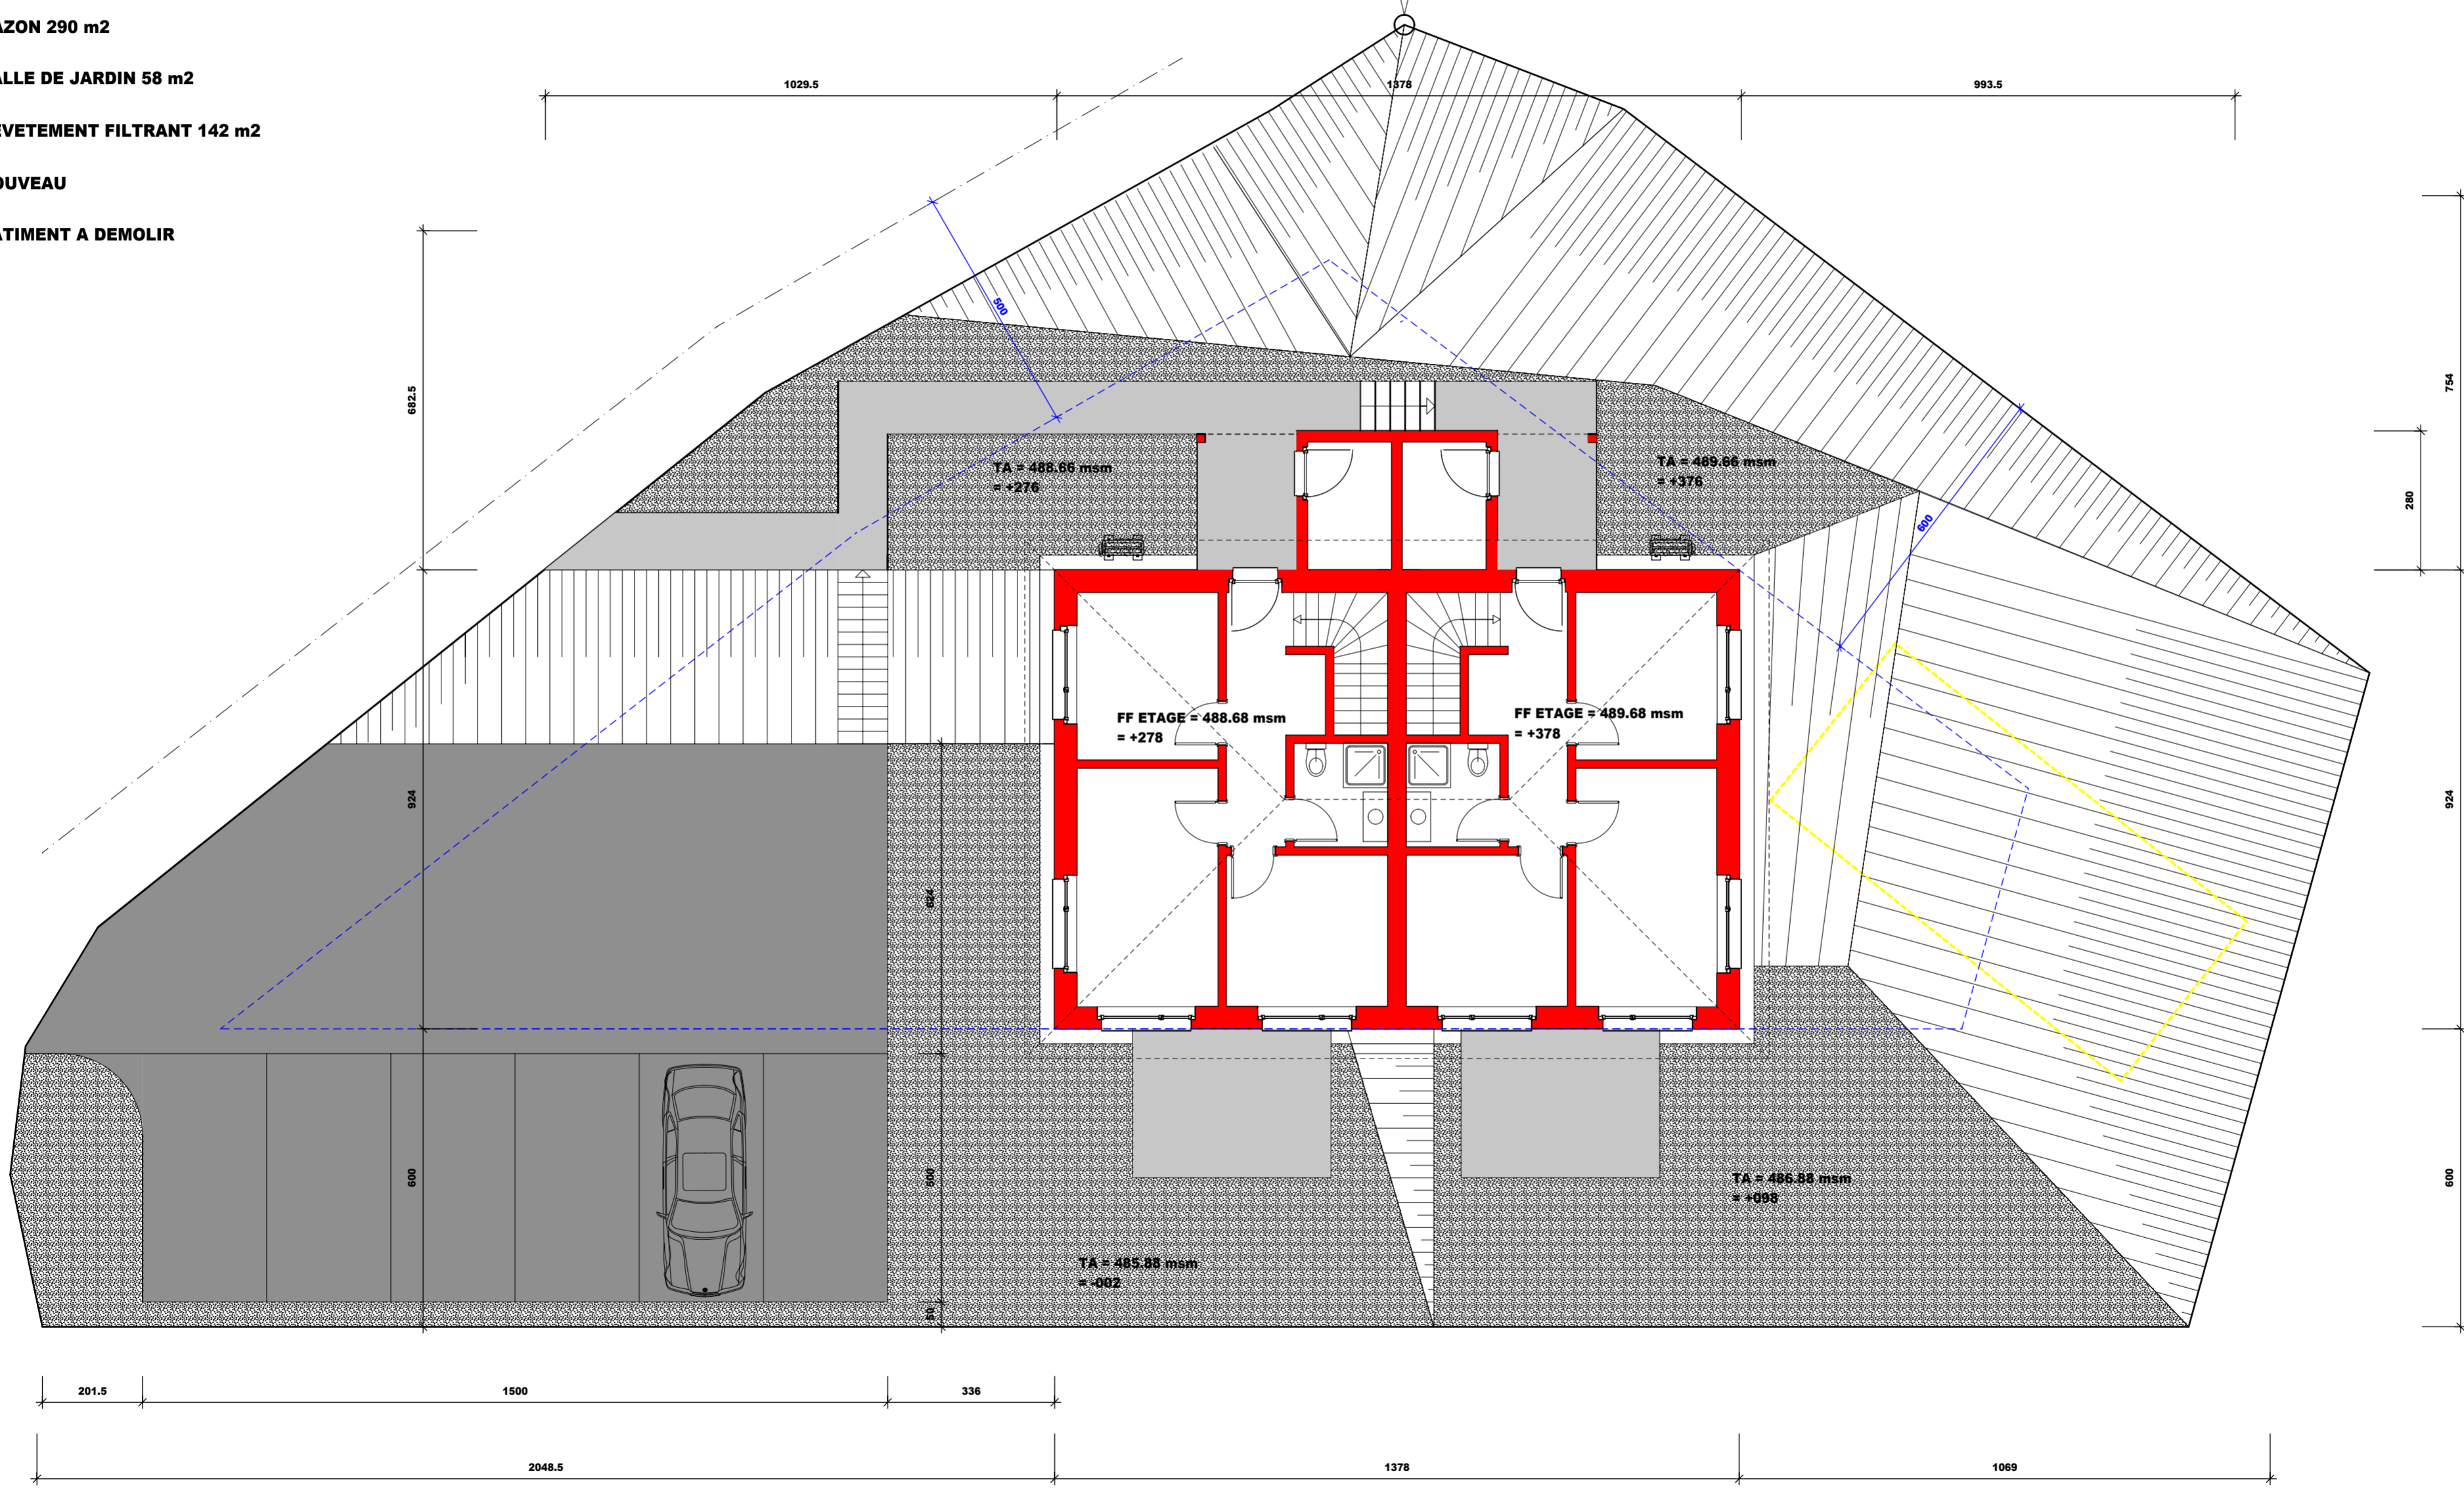 AZON 290 m2
ALLE DE JARDIN 58 m2
EVETEMENT FILTRANT 142 m2
OUVEAU
ATIMENT A DEMOLIR
1029.5
1378
993.5
682.5
500
754
280
600
TA = 488.66 msm
= +276
TA = 489.66 msm
= +376
FF ETAGE = 488.68 msm
= +278
FF ETAGE = 489.68 msm
= +378
924
924
624
600
500
600
50
TA = 486.88 msm
= +098
TA = 485.88 msm
= -002
201.5
1500
336
2048.5
1378
1069